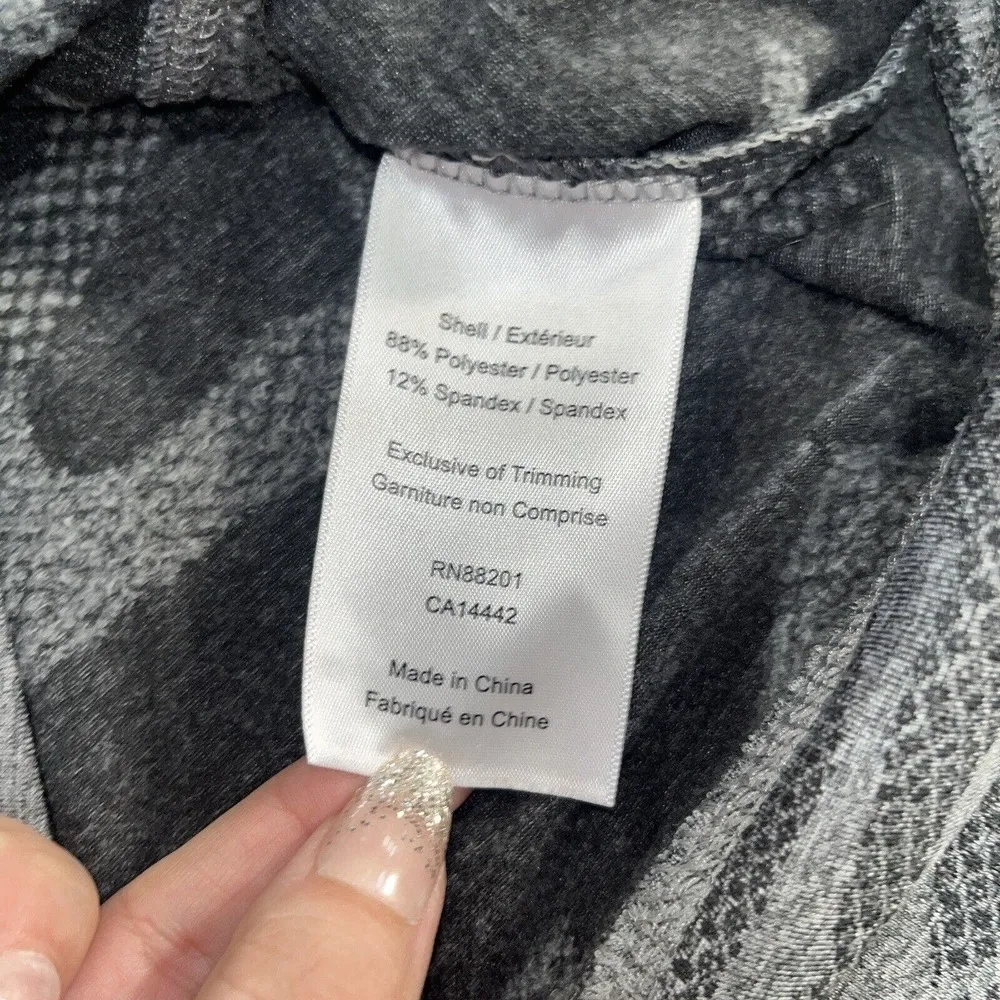 Shell / Extérieur
88% Polyester / Polyester
12% Spandex / Spandex
Exclusive of Trimming
Garniture non Comprise
RN88201
CA14442
Made in China
Fabriqué en Chine